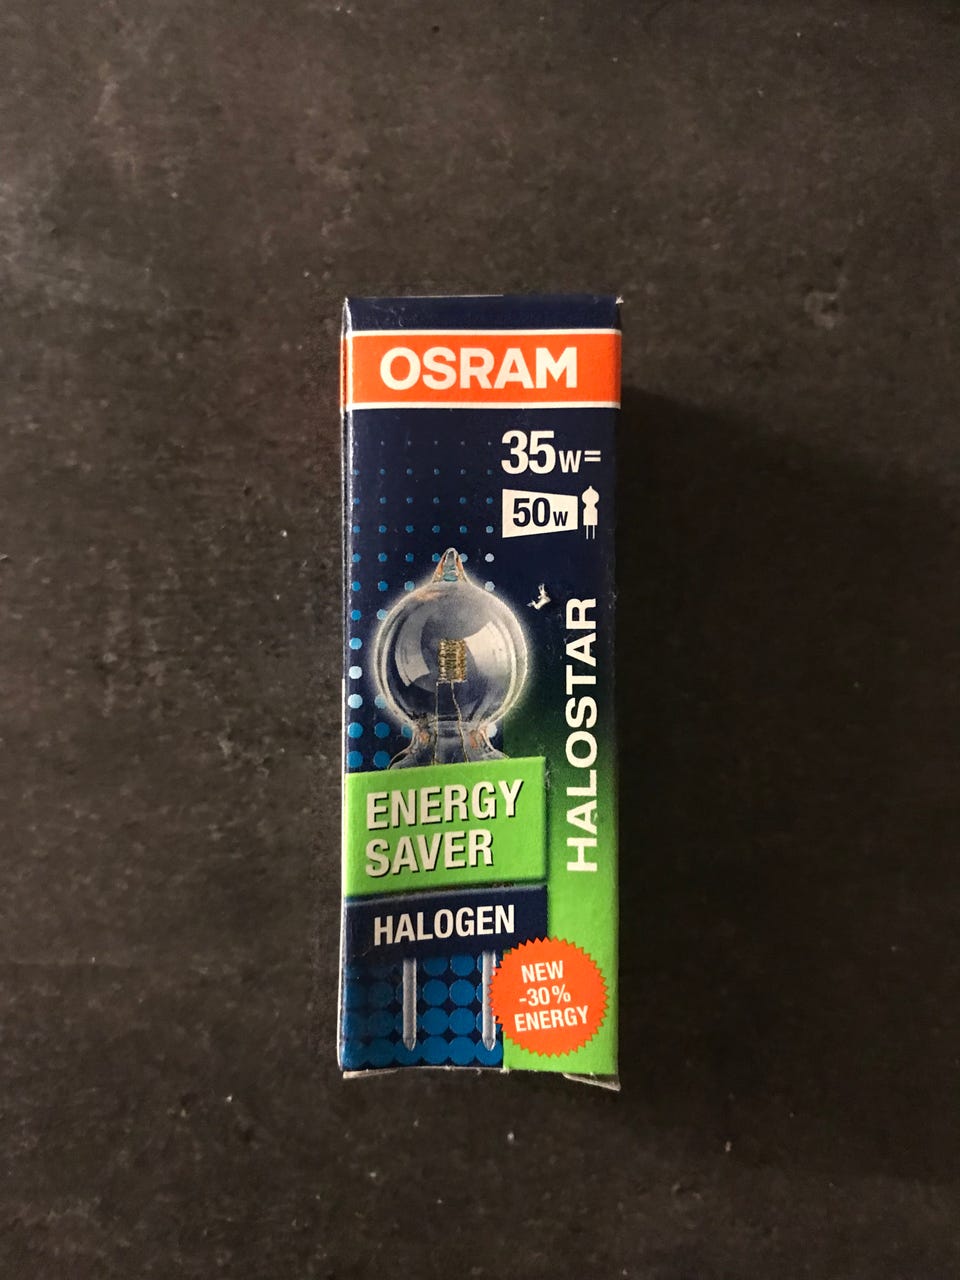 OSRAM
35W=
50W
HALOSTAR
ENERGY
SAVER
HALOGEN
NEW
-30%
ENERGY